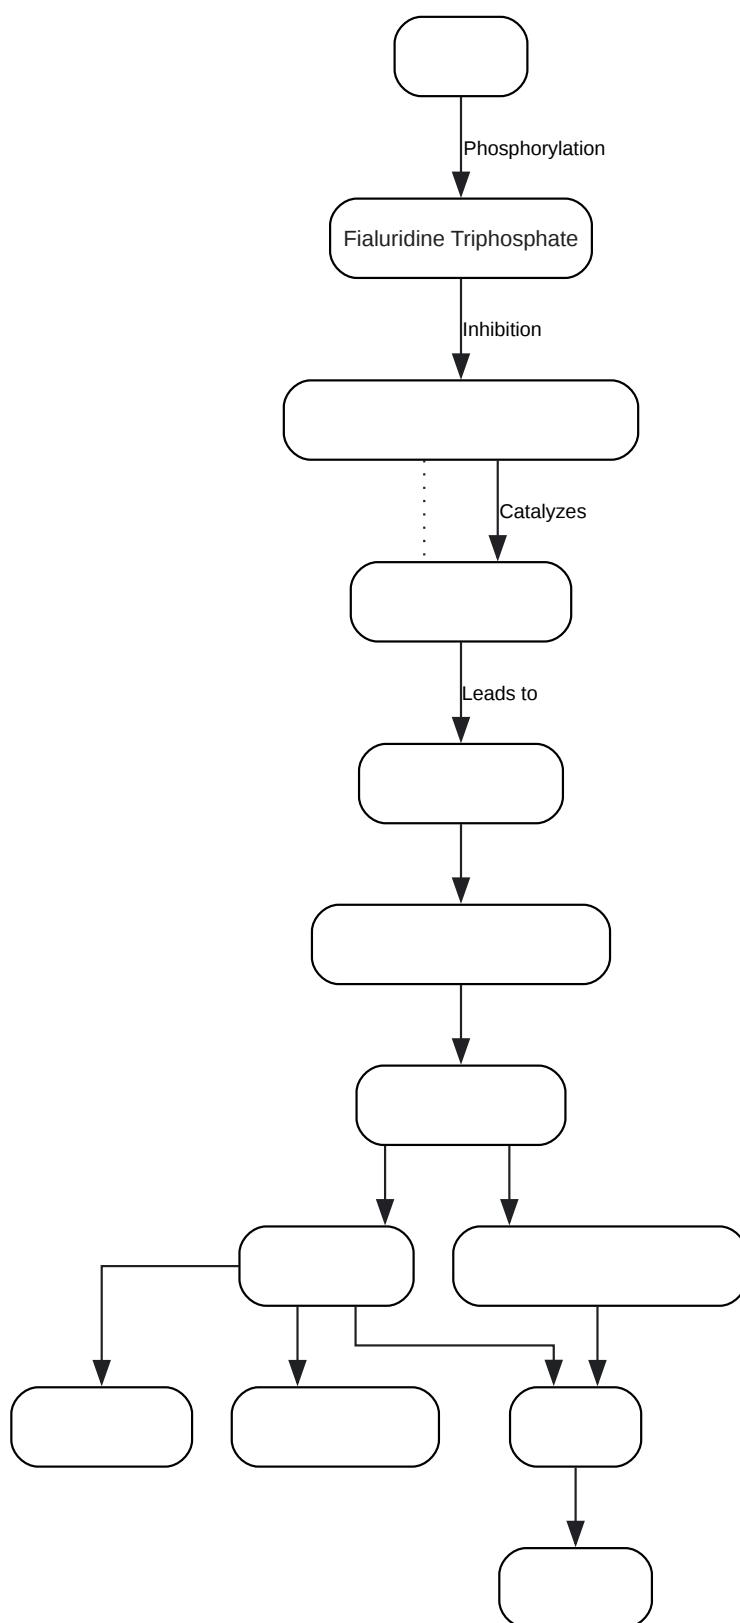 Phosphorylation
Fialuridine Triphosphate
Inhibition
Catalyzes
Leads to